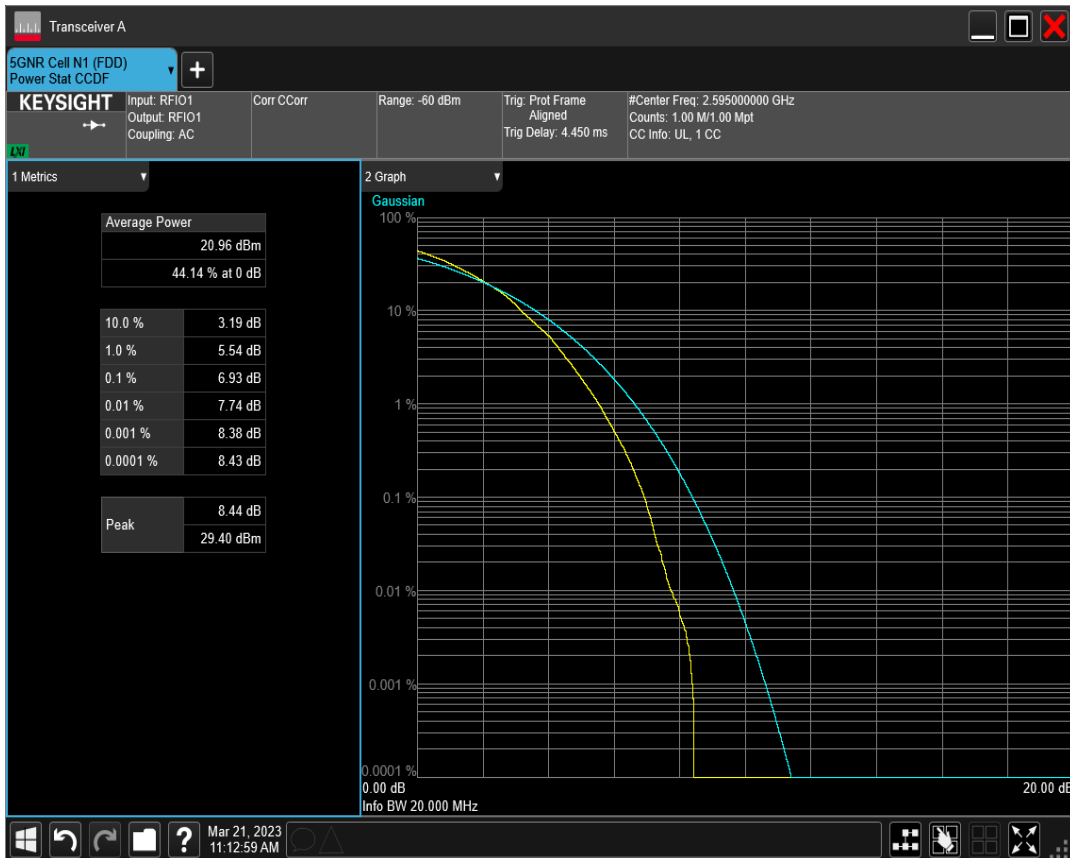 Transceiver A
5GNR Cell N1 (FDD)
Power Stat CCDF
KEYSIGHT
LXI
Input: RFIO1
Output: RFIO1
Coupling: AC
Corr CCorr
Range: -60 dBm
Trig: Prot Frame
Aligned
Trig Delay: 4.450 ms
#Center Freq: 2.595000000 GHz
Counts: 1.00 M/1.00 Mpt
CC Info: UL, 1 CC
1 Metrics
Average Power
20.96 dBm
44.14 % at 0 dB
10.0 % 3.19 dB
1.0 % 5.54 dB
0.1 % 6.93 dB
0.01 % 7.74 dB
0.001 % 8.38 dB
0.0001 % 8.43 dB
Peak
8.44 dB
29.40 dBm
2 Graph
Gaussian
100 %
10 %
1 %
0.1 %
0.01 %
0.001 %
0.0001 %
0.00 dB 20.00 dB
Info BW 20.000 MHz
?
Mar 21, 2023
11:12:59 AM